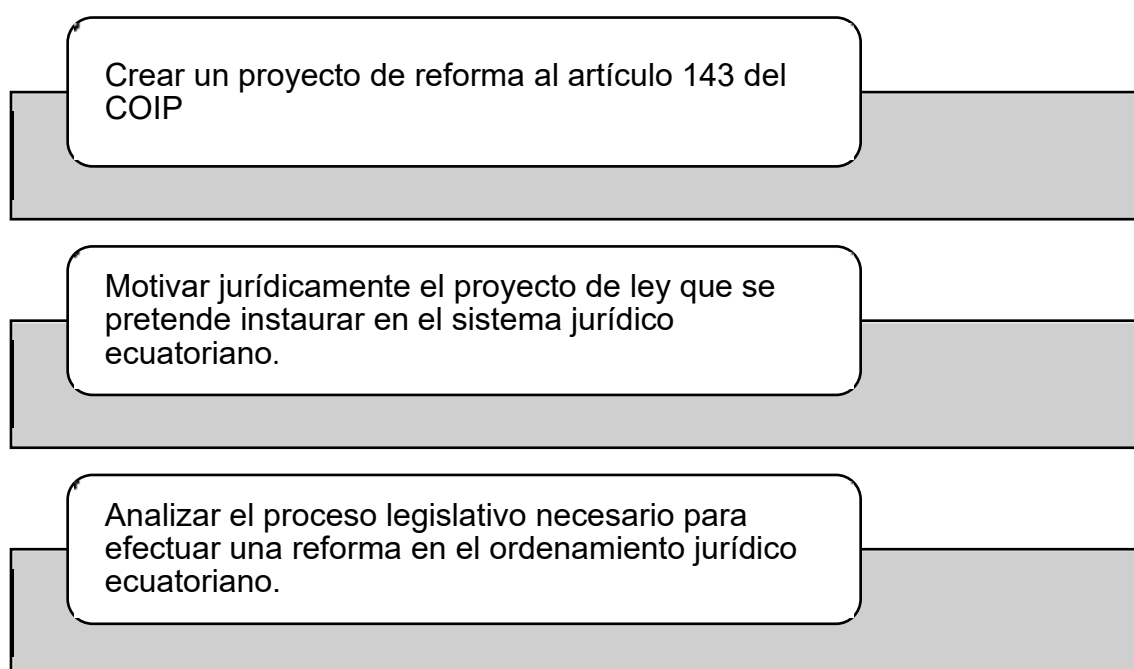 Crear un proyecto de reforma al artículo 143 del
COIP
Motivar jurídicamente el proyecto de ley que se
pretende instaurar en el sistema jurídico
ecuatoriano.
Analizar el proceso legislativo necesario para
efectuar una reforma en el ordenamiento jurídico
ecuatoriano.